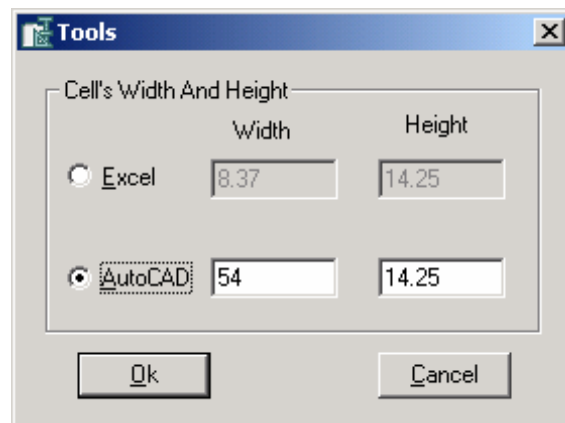 Tools
Cell's Width And Height
Width Height
Excel 8.37 14.25
AutoCAD 54 14.25
Ok Cancel